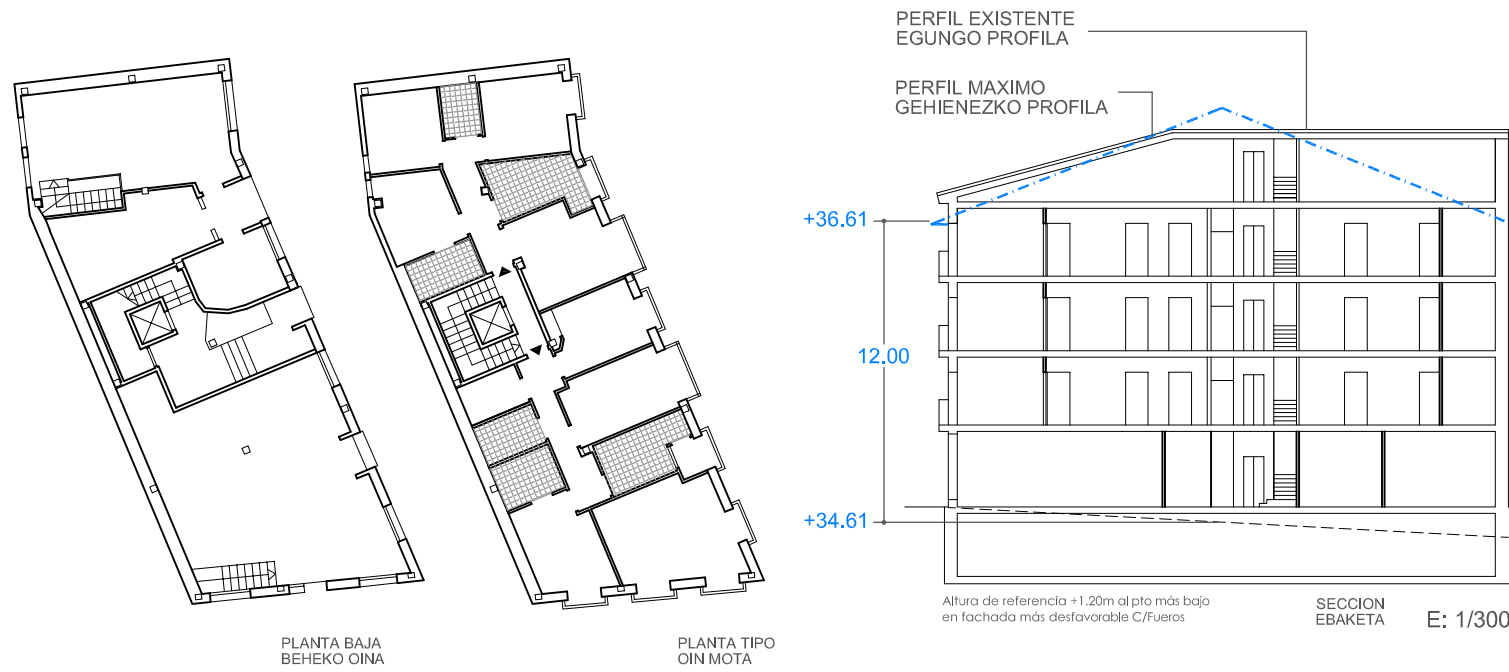 PERFIL EXISTENTE
EGUNGO PROFILA
PERFIL MAXIMO
GEHIENEZKO PROFILA
+36.61
12.00
+34.61
Altura de referencia +1.20m al pto más bajo
en fachada más desfavorable C/Fueros
SECCION
EBAKETA
E: 1/300
PLANTA BAJA
BEHEKO OINA
PLANTA TIPO
OIN MOTA